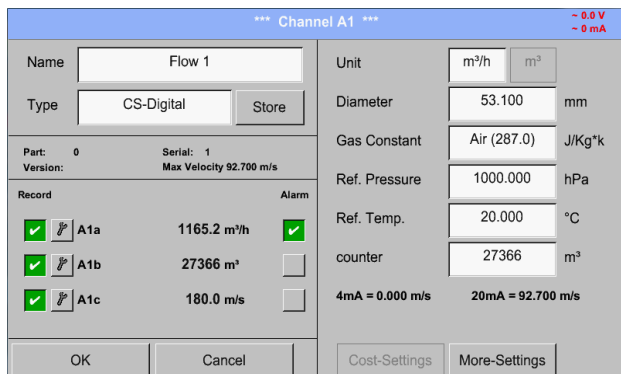 *** Channel A1 ***
~ 0.0 V
~ 0 mA
Name Flow 1
Type CS-Digital Store
Part: 0 Serial: 1
Version: Max Velocity 92.700 m/s
Record Alarm
A1a 1165.2 m³/h
A1b 27366 m³
A1c 180.0 m/s
OK Cancel
Unit m³/h m³
Diameter 53.100 mm
Gas Constant Air (287.0) J/Kg*k
Ref. Pressure 1000.000 hPa
Ref. Temp. 20.000 °C
counter 27366 m³
4mA = 0.000 m/s 20mA = 92.700 m/s
Cost-Settings More-Settings